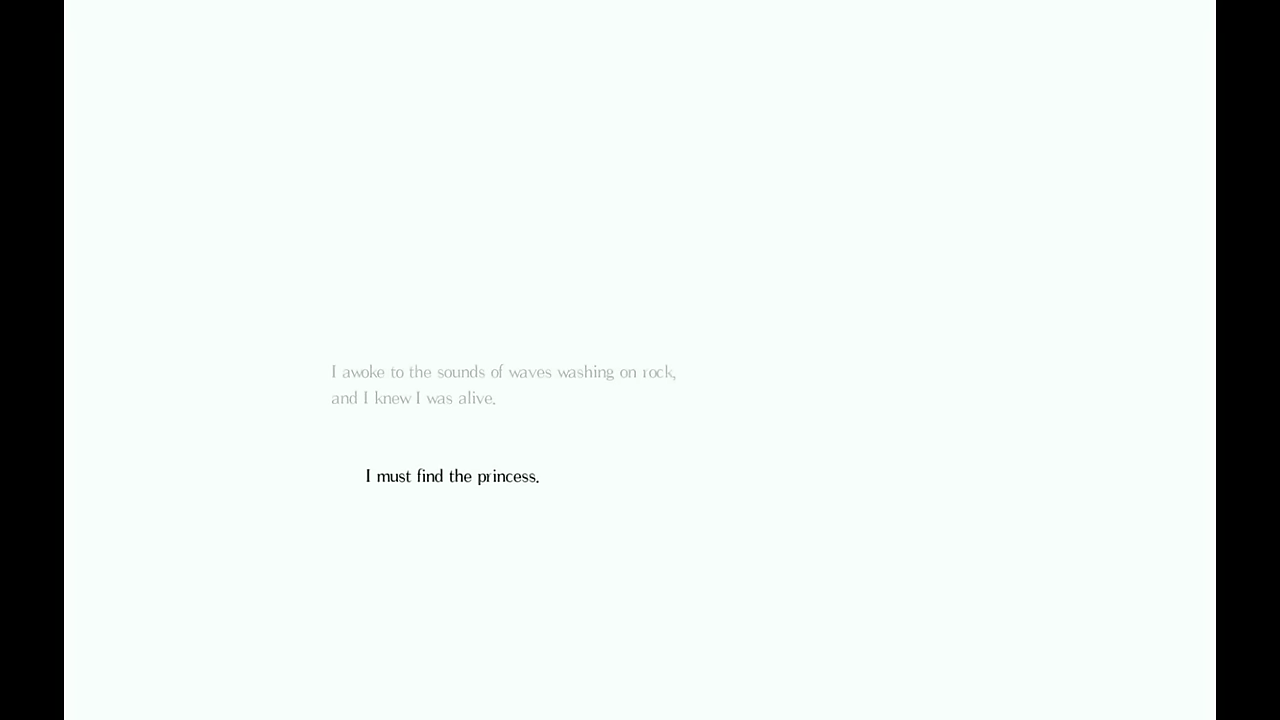 I awoke to the sounds of waves washing on rock,
and I knew I was alive.
I must find the princess.